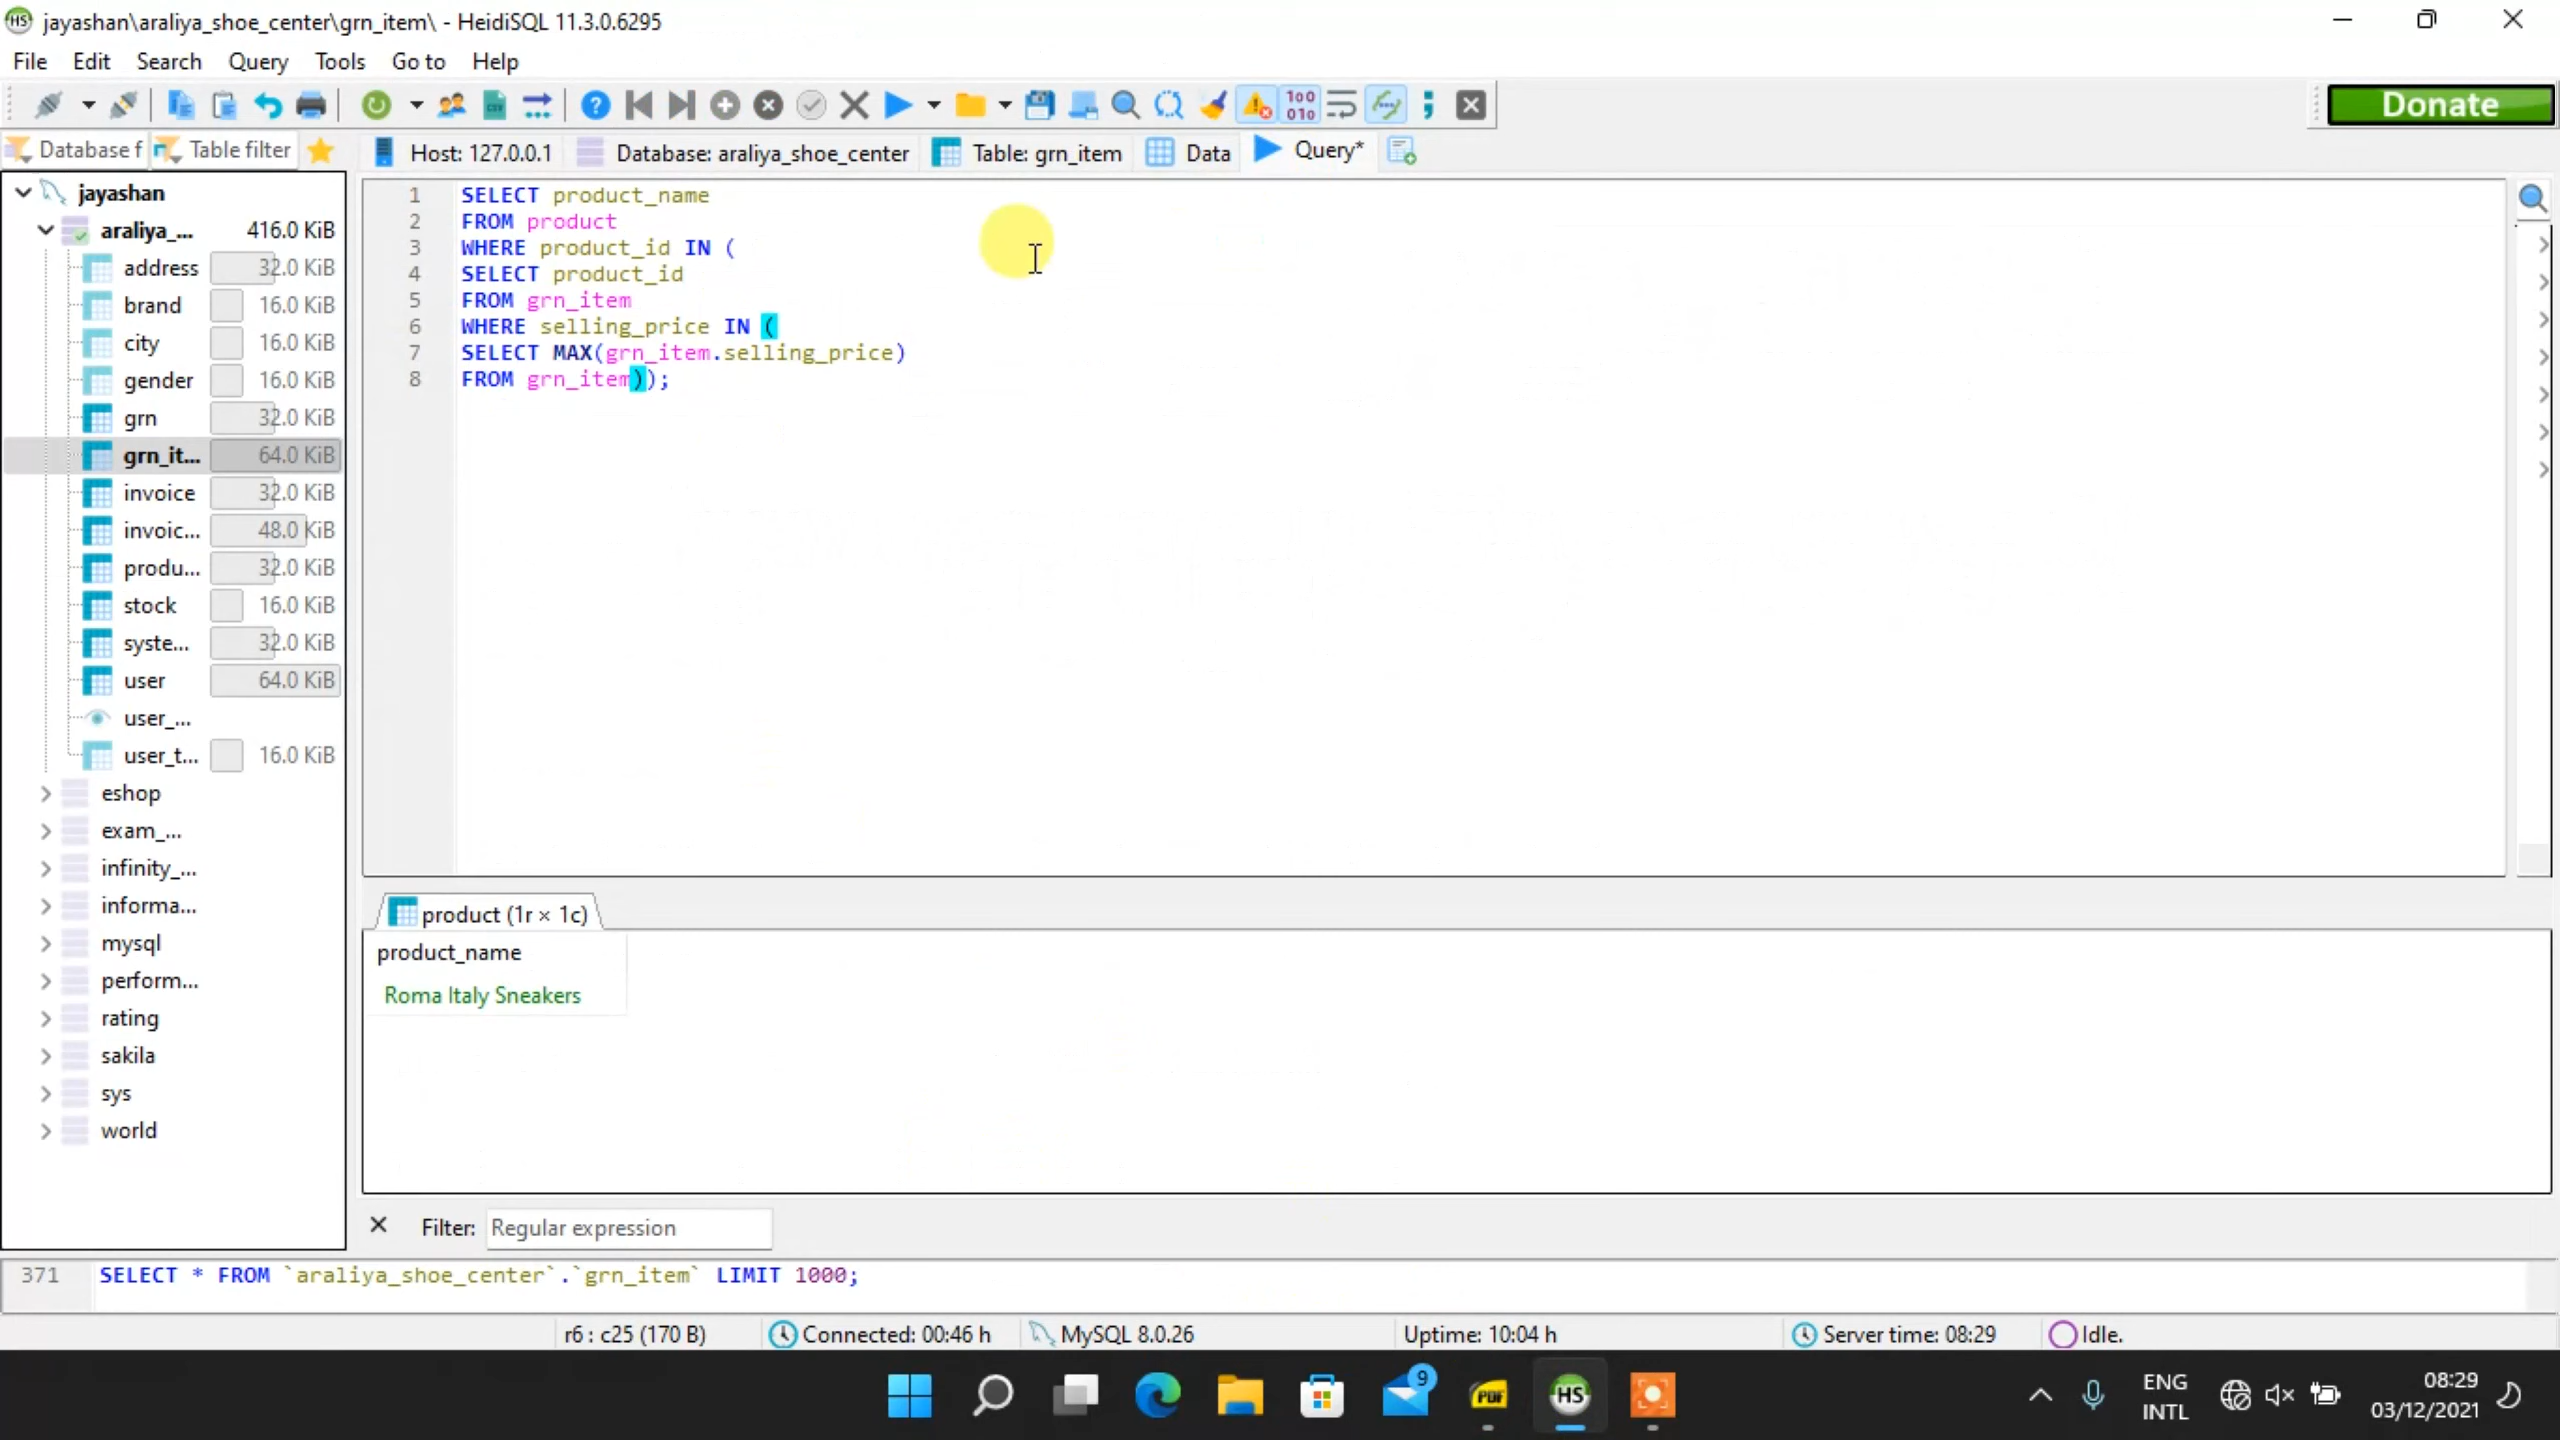 jayashan\araliya_shoe_center\grn_item\ - HeidiSQL 11.3.0.6295
File Edit Search Query Tools Go to Help
Donate
Database f Table filter Host: 127.0.0.1 Database: araliya_shoe_center Table: grn_item Data Query*
jayashan
araliya_... 416.0 KiB
address 32.0 KiB
brand 16.0 KiB
city 16.0 KiB
gender 16.0 KiB
grn 32.0 KiB
grn_it... 64.0 KiB
invoice 32.0 KiB
invoic... 48.0 KiB
produ... 32.0 KiB
stock 16.0 KiB
syste... 32.0 KiB
user 64.0 KiB
user_...
user_t... 16.0 KiB
eshop
exam_...
infinity_...
informa...
mysql
perform...
rating
sakila
sys
world
1 SELECT product_name
2 FROM product
3 WHERE product_id IN (
4 SELECT product_id
5 FROM grn_item
6 WHERE selling_price IN (
7 SELECT MAX(grn_item.selling_price)
8 FROM grn_item));
product (1r × 1c)
product_name
Roma Italy Sneakers
Filter: Regular expression
371 SELECT * FROM `araliya_shoe_center`.`grn_item` LIMIT 1000;
r6 : c25 (170 B) Connected: 00:46 h MySQL 8.0.26 Uptime: 10:04 h Server time: 08:29 Idle.
9
PDF
HS
ENG
INTL
08:29
03/12/2021